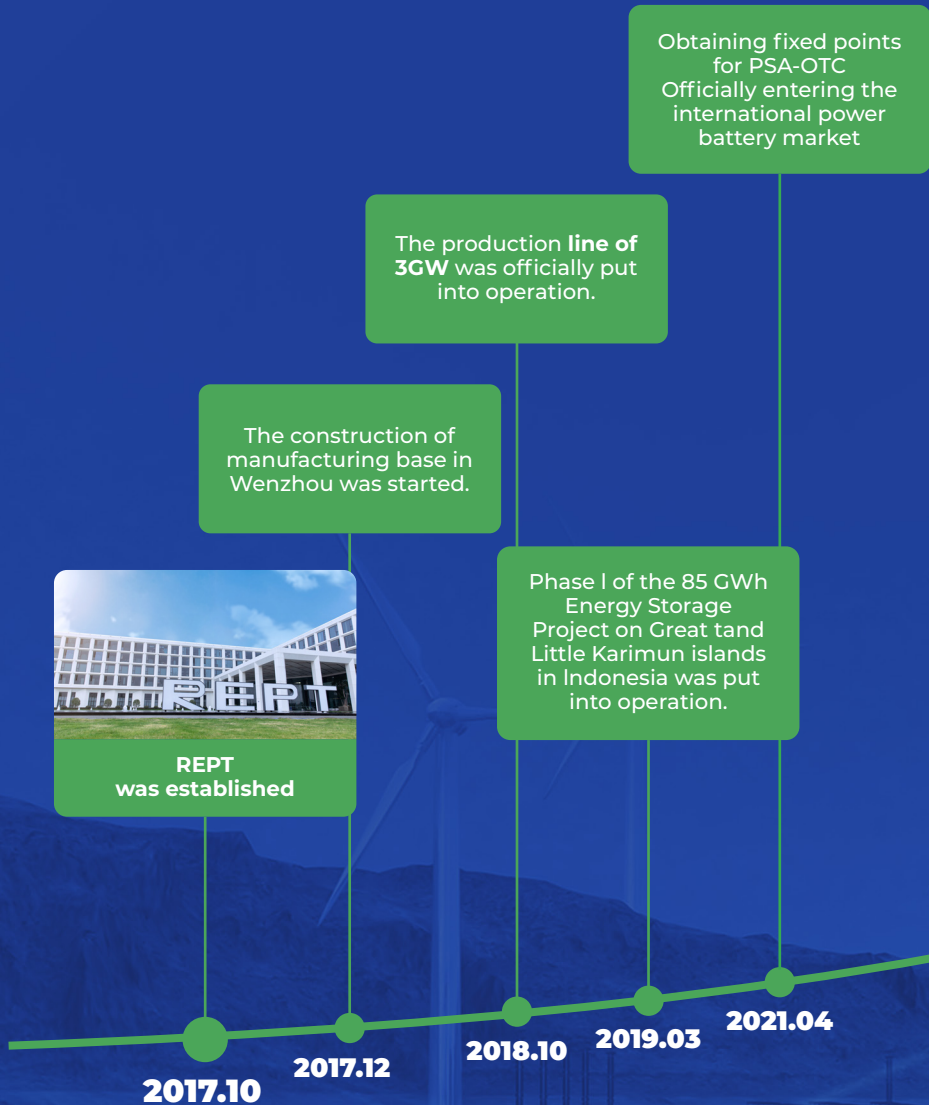 Obtaining fixed points
for PSA-OTC
Officially entering the
international power
battery market
The production line of
3GW was officially put
into operation.
The construction of
manufacturing base in
Wenzhou was started.
Phase l of the 85 GWh
Energy Storage
Project on Great tand
Little Karimun islands
in Indonesia was put
into operation.
REPT
REPT
was established
2017.10
2017.12
2018.10
2019.03
2021.04